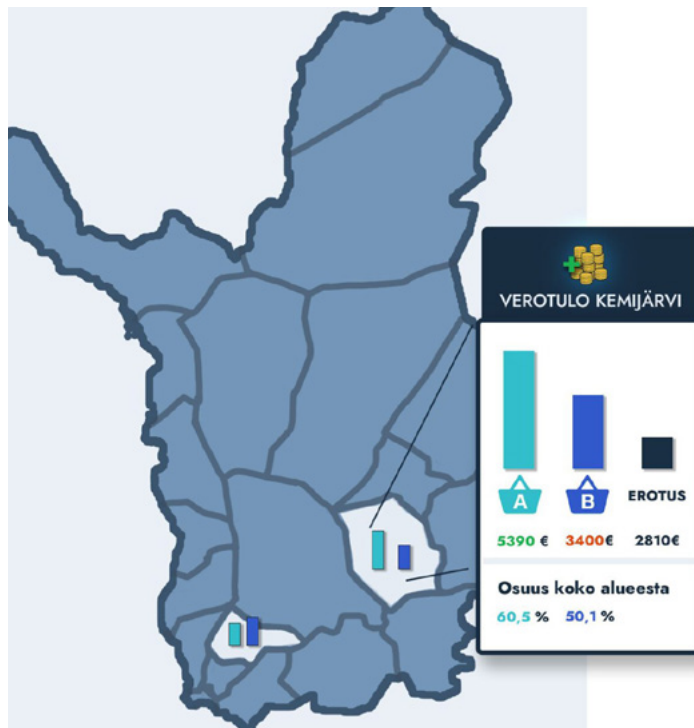 VEROTULO KEMIJÄRVI
A B EROTUS
5390 € 3400€ 2810€
Osuus koko alueesta
60,5 % 50,1 %